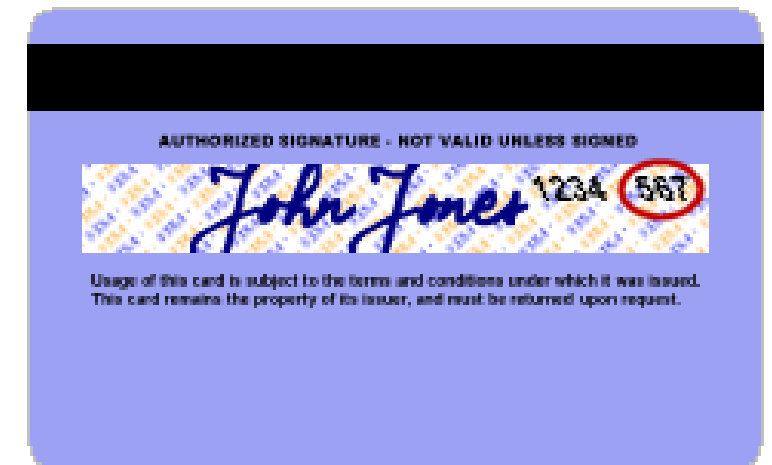 AUTHORIZED SIGNATURE - NOT VALID UNLESS SIGNED
John Jones 1234 567
Usage of this card is subject to the terms and conditions under which it was issued.
This card remains the property of its issuer, and must be returned upon request.